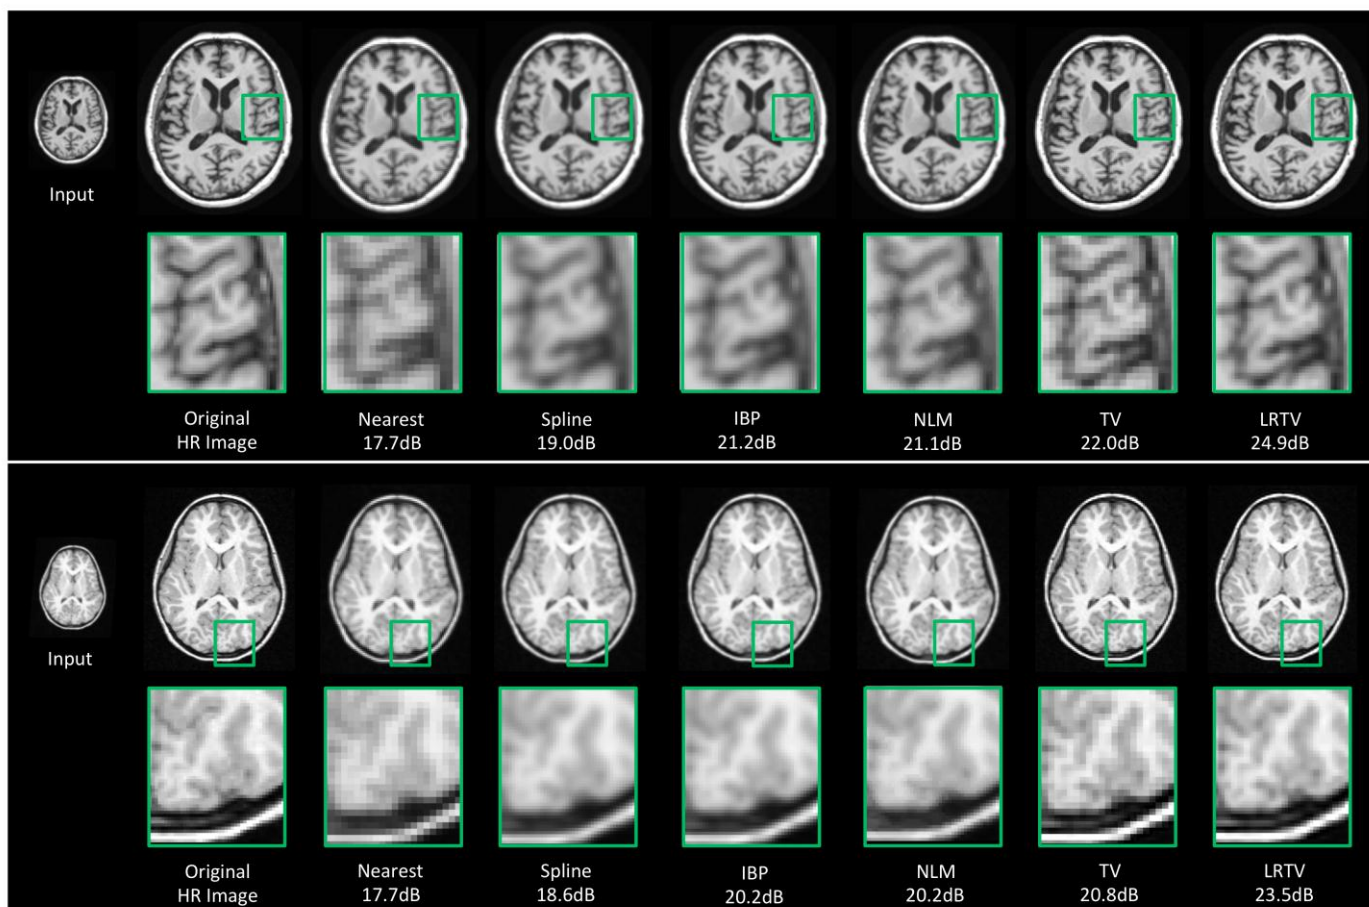 Input
Original Nearest Spline IBP NLM TV LRTV
HR Image 17.7dB 19.0dB 21.2dB 21.1dB 22.0dB 24.9dB
Input
Original Nearest Spline IBP NLM TV LRTV
HR Image 17.7dB 18.6dB 20.2dB 20.2dB 20.8dB 23.5dB